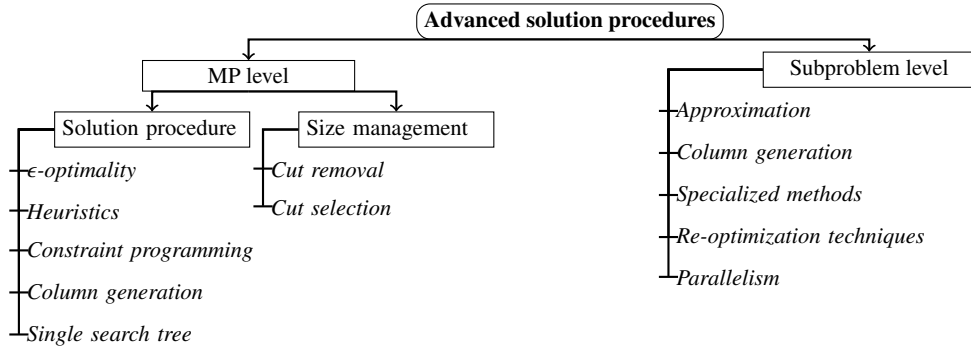 Advanced solution procedures
MP level
Subproblem level
Solution procedure
Size management
ϵ-optimality
Heuristics
Constraint programming
Column generation
Single search tree
Cut removal
Cut selection
Approximation
Column generation
Specialized methods
Re-optimization techniques
Parallelism